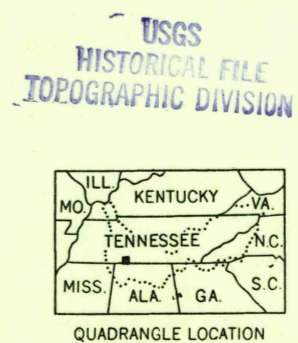 USGS
HISTORICAL FILE
TOPOGRAPHIC DIVISION
ILL.
MO.
KENTUCKY
VA.
TENNESSEE
N.C.
MISS.
ALA.
GA.
S.C.
QUADRANGLE LOCATION